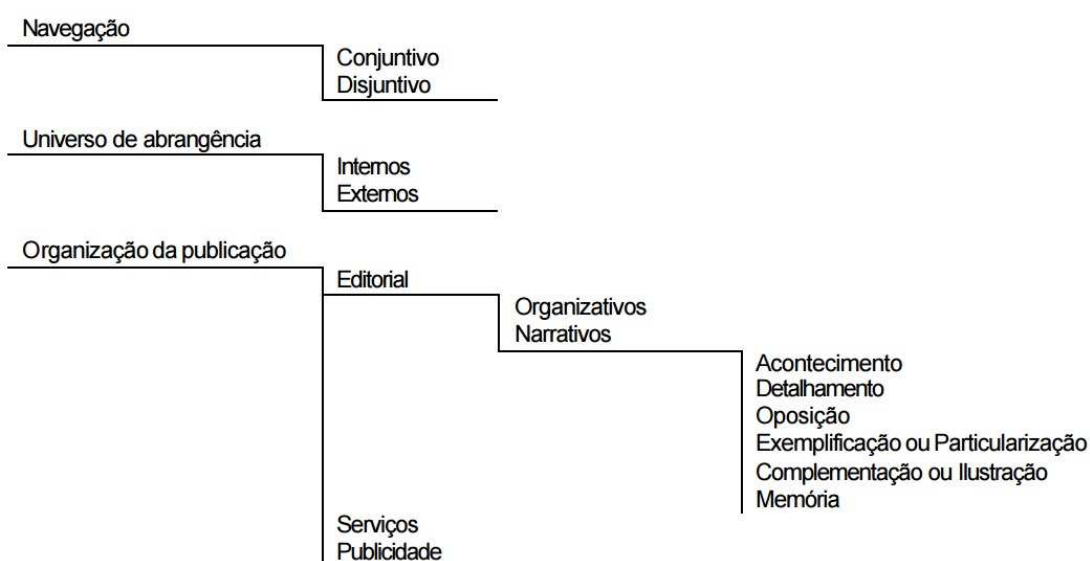 Navegação
Conjuntivo
Disjuntivo
Universo de abrangência
Internos
Externos
Organização da publicação
Editorial
Organizativos
Narrativos
Acontecimento
Detalhamento
Oposição
Exemplificação ou Particularização
Complementação ou Ilustração
Memória
Serviços
Publicidade